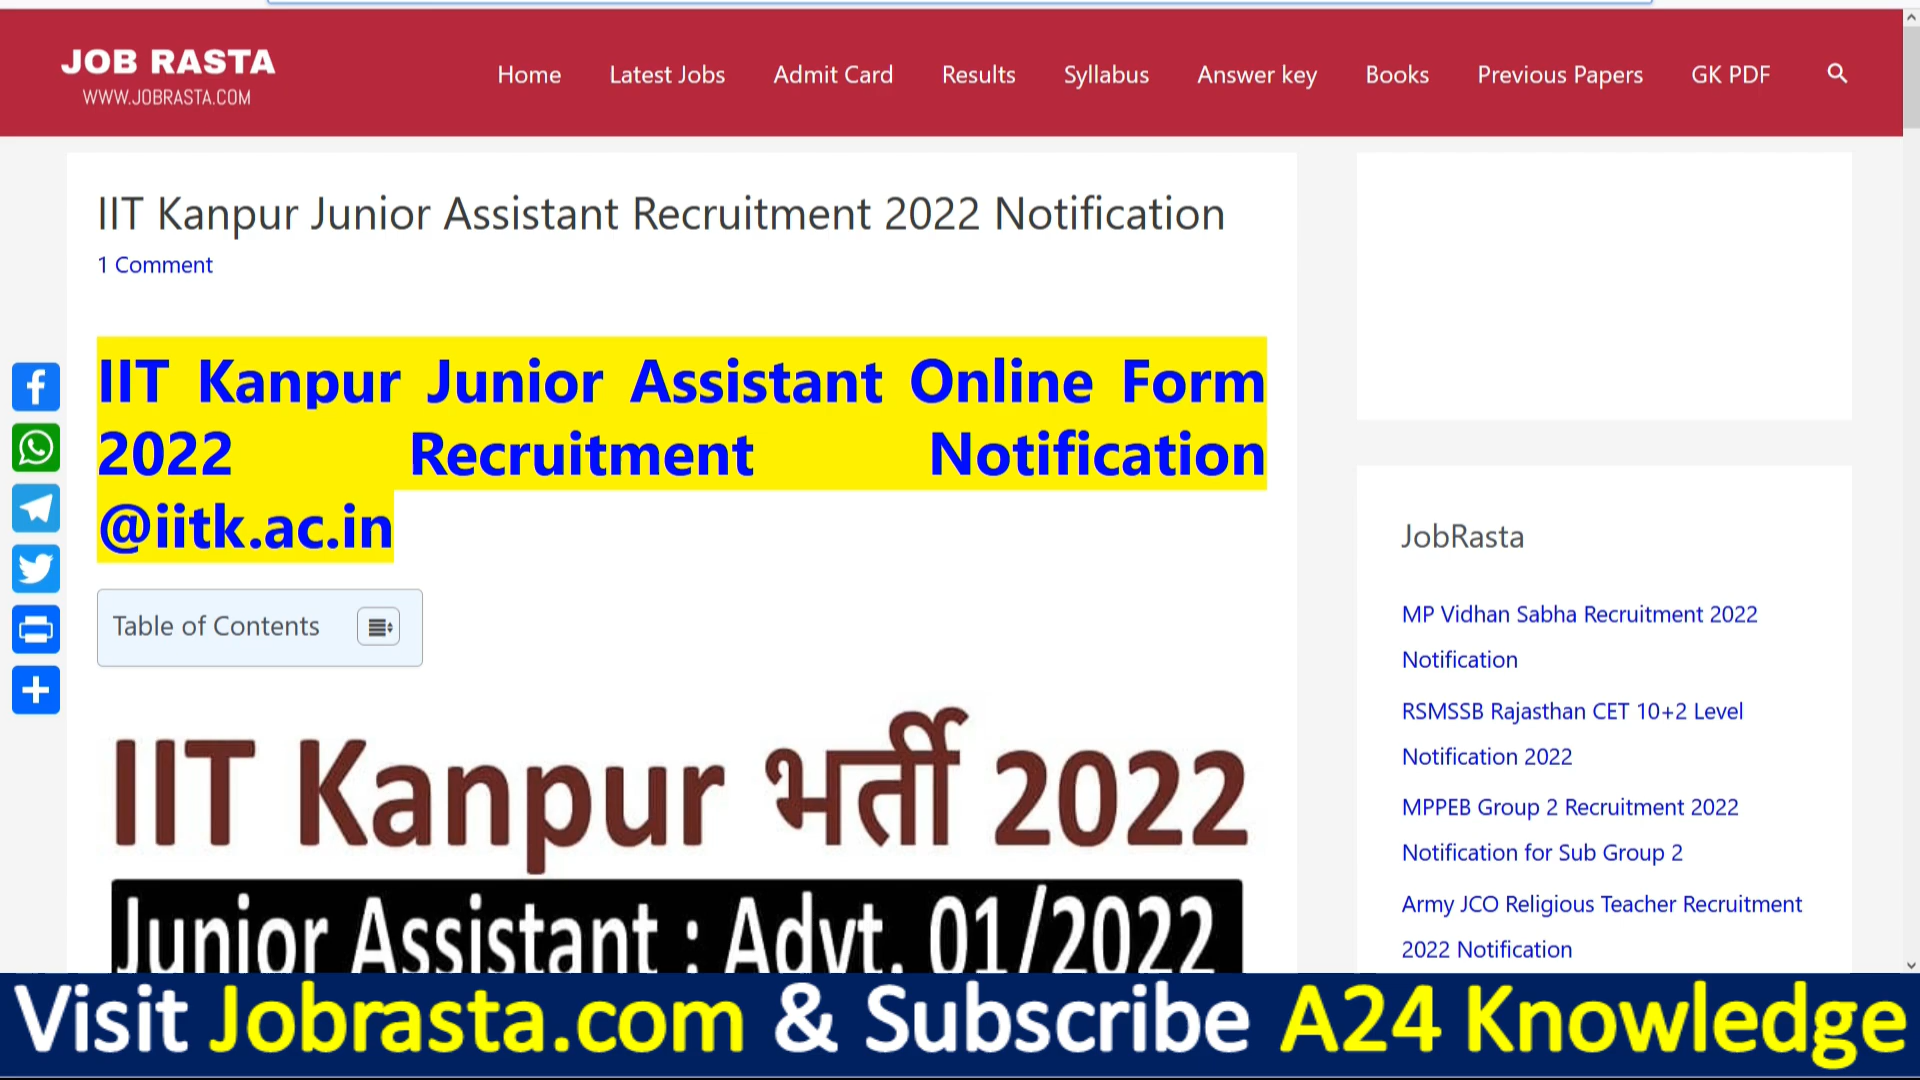 JOB RASTA
WWW.JOBRASTA.COM
Home Latest Jobs Admit Card Results Syllabus Answer key Books Previous Papers GK PDF
IIT Kanpur Junior Assistant Recruitment 2022 Notification
1 Comment
IIT Kanpur Junior Assistant Online Form
2022 Recruitment Notification
@iitk.ac.in
Table of Contents
IIT Kanpur भर्ती 2022
Junior Assistant : Advt. 01/2022
JobRasta
MP Vidhan Sabha Recruitment 2022
Notification
RSMSSB Rajasthan CET 10+2 Level
Notification 2022
MPPEB Group 2 Recruitment 2022
Notification for Sub Group 2
Army JCO Religious Teacher Recruitment
2022 Notification
Visit Jobrasta.com & Subscribe A24 Knowledge